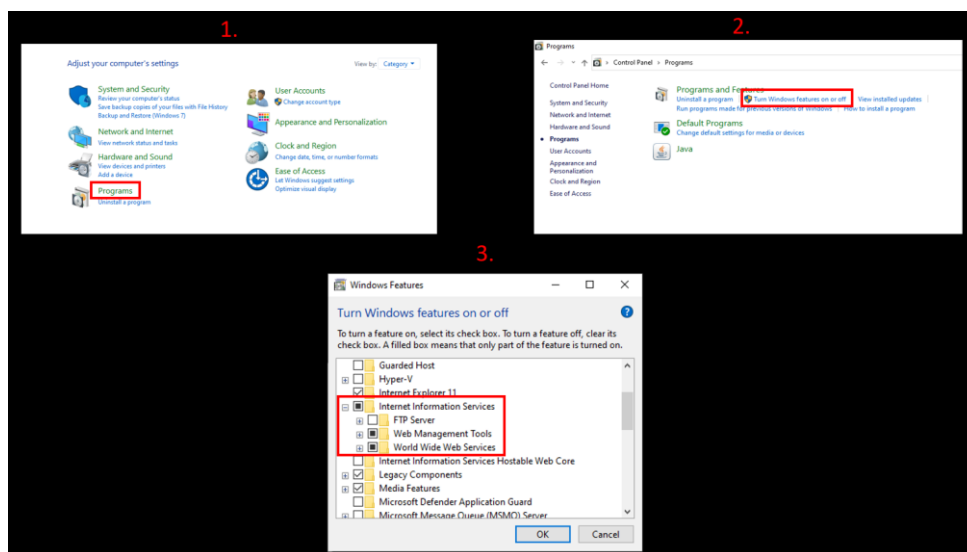 1.
Adjust your computer's settings
View by: Category
System and Security
Review your computer's status
Save backup copies of your files with File History
Backup and Restore (Windows 7)
Network and Internet
View network status and tasks
Hardware and Sound
View devices and printers
Add a device
Programs
Uninstall a program
User Accounts
Change account type
Appearance and Personalization
Clock and Region
Change date, time, or number formats
Ease of Access
Let Windows suggest settings
Optimize visual display
2.
Programs
Control Panel > Programs
Control Panel Home
System and Security
Network and Internet
Hardware and Sound
Programs
User Accounts
Appearance and
Personalization
Clock and Region
Ease of Access
Programs and Features
Uninstall a program Turn Windows features on or off View installed updates
Run programs made for previous versions of Windows How to install a program
Default Programs
Change default settings for media or devices
Java
3.
Windows Features
Turn Windows features on or off
To turn a feature on, select its check box. To turn a feature off, clear its
check box. A filled box means that only part of the feature is turned on.
Guarded Host
Hyper-V
Internet Explorer 11
Internet Information Services
FTP Server
Web Management Tools
World Wide Web Services
Internet Information Services Hostable Web Core
Legacy Components
Media Features
Microsoft Defender Application Guard
Microsoft Message Queue (MSMQ) Server
OK Cancel